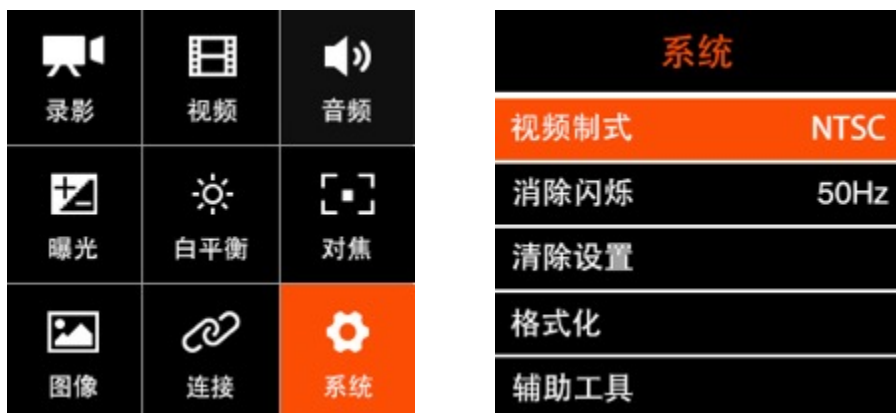 录影 视频 音频
曝光 白平衡 对焦
图像 连接 系统
系统
视频制式 NTSC
消除闪烁 50Hz
清除设置
格式化
辅助工具